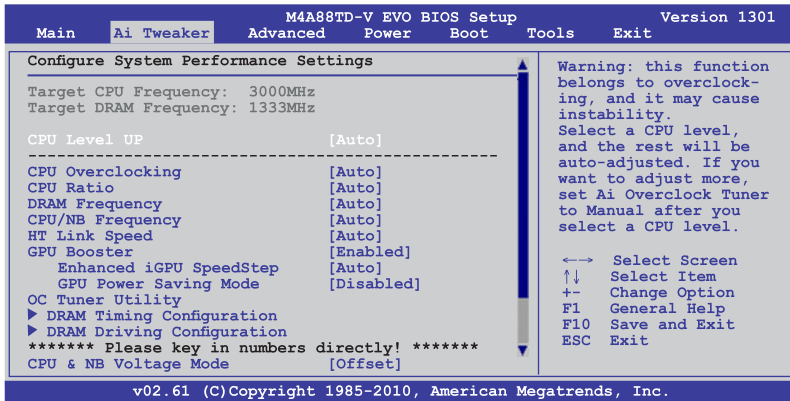 M4A88TD-V EVO BIOS Setup Version 1301
Main Ai Tweaker Advanced Power Boot Tools Exit
Configure System Performance Settings
Target CPU Frequency: 3000MHz
Target DRAM Frequency: 1333MHz
CPU Level UP [Auto]
--------------------------------------------------
CPU Overclocking [Auto]
CPU Ratio [Auto]
DRAM Frequency [Auto]
CPU/NB Frequency [Auto]
HT Link Speed [Auto]
GPU Booster [Enabled]
Enhanced iGPU SpeedStep [Auto]
GPU Power Saving Mode [Disabled]
OC Tuner Utility
▶ DRAM Timing Configuration
▶ DRAM Driving Configuration
******* Please key in numbers directly! *******
CPU & NB Voltage Mode [Offset]
Warning: this function
belongs to overclock-
ing, and it may cause
instability.
Select a CPU level,
and the rest will be
auto-adjusted. If you
want to adjust more,
set Ai Overclock Tuner
to Manual after you
select a CPU level.
←→ Select Screen
↑↓ Select Item
+- Change Option
F1 General Help
F10 Save and Exit
ESC Exit
v02.61 (C)Copyright 1985-2010, American Megatrends, Inc.